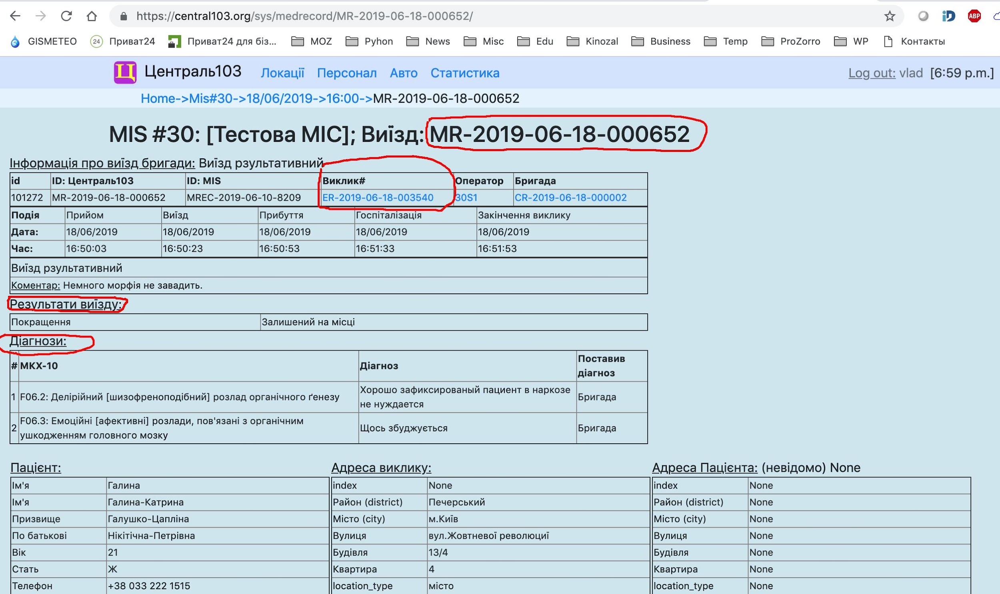 https://central103.org/sys/medrecord/MR-2019-06-18-000652/
ABP
GISMETEO 24 Приват24 Приват24 для біз... MOZ Pyhon News Misc Edu Kinozal Business Temp ProZorro WP Контакты
Ц Централь103 Локації Персонал Авто Статистика Log out: vlad [6:59 p.m.]
Home->Mis#30->18/06/2019->16:00->MR-2019-06-18-000652
MIS #30: [Тестова МІС]; Виїзд: MR-2019-06-18-000652
Інформація про виїзд бригади: Виїзд рзультативний
id ID: Централь103 ID: MIS Виклик# Оператор Бригада
101272 MR-2019-06-18-000652 MREC-2019-06-10-8209 ER-2019-06-18-003540 30S1 CR-2019-06-18-000002
Подія Прийом Виїзд Прибуття Госпіталізація Закінчення виклику
Дата: 18/06/2019 18/06/2019 18/06/2019 18/06/2019 18/06/2019
Час: 16:50:03 16:50:23 16:50:53 16:51:33 16:51:53
Виїзд рзультативний
Коментар: Немного морфія не завадить.
Результати виїзду:
Покращення Залишений на місці
Діагнози:
# МКХ-10 Діагноз Поставив
діагноз
1 F06.2: Делірійний [шизофреноподібний] розлад органічного ґенезу Хорошо зафиксированый пациент в наркозе
не нуждается Бригада
2 F06.3: Емоційні [афективні] розлади, пов'язані з органічним
ушкодженням головного мозку Щось збуджується Бригада
Пацієнт: Адреса виклику: Адреса Пацієнта: (невідомо) None
Ім'я Галина index None index None
Ім'я Галина-Катрина Район (district) Печерський Район (district) None
Призвище Галушко-Цапліна Місто (city) м.Київ Місто (city) None
По батькові Нікітічна-Петрівна Вулиця вул.Жовтневої революциї Вулиця None
Вік 21 Будівля 13/4 Будівля None
Стать Ж Квартира 4 Квартира None
Телефон +38 033 222 1515 location_type місто location_type None